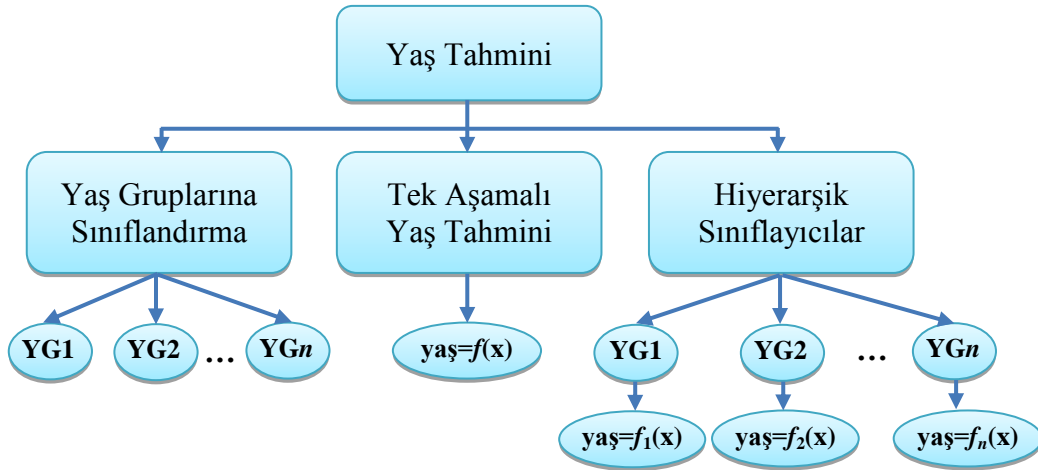 Yaş Tahmini
Yaş Gruplarına
Sınıflandırma
Tek Aşamalı
Yaş Tahmini
Hiyerarşik
Sınıflayıcılar
YG1 YG2 ... YGn
yaş=f(x)
YG1 YG2 ... YGn
yaş=f₁(x) yaş=f₂(x) yaş=fₙ(x)